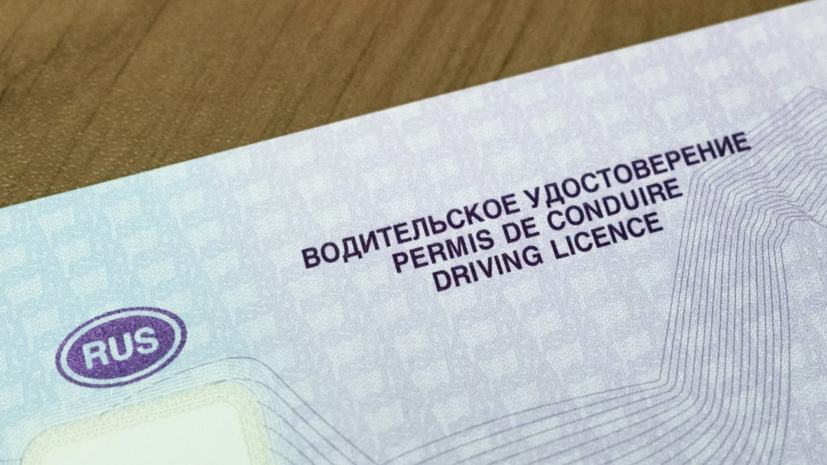 ВОДИТЕЛЬСКОЕ УДОСТОВЕРЕНИЕ
PERMIS DE CONDUIRE
DRIVING LICENCE
RUS